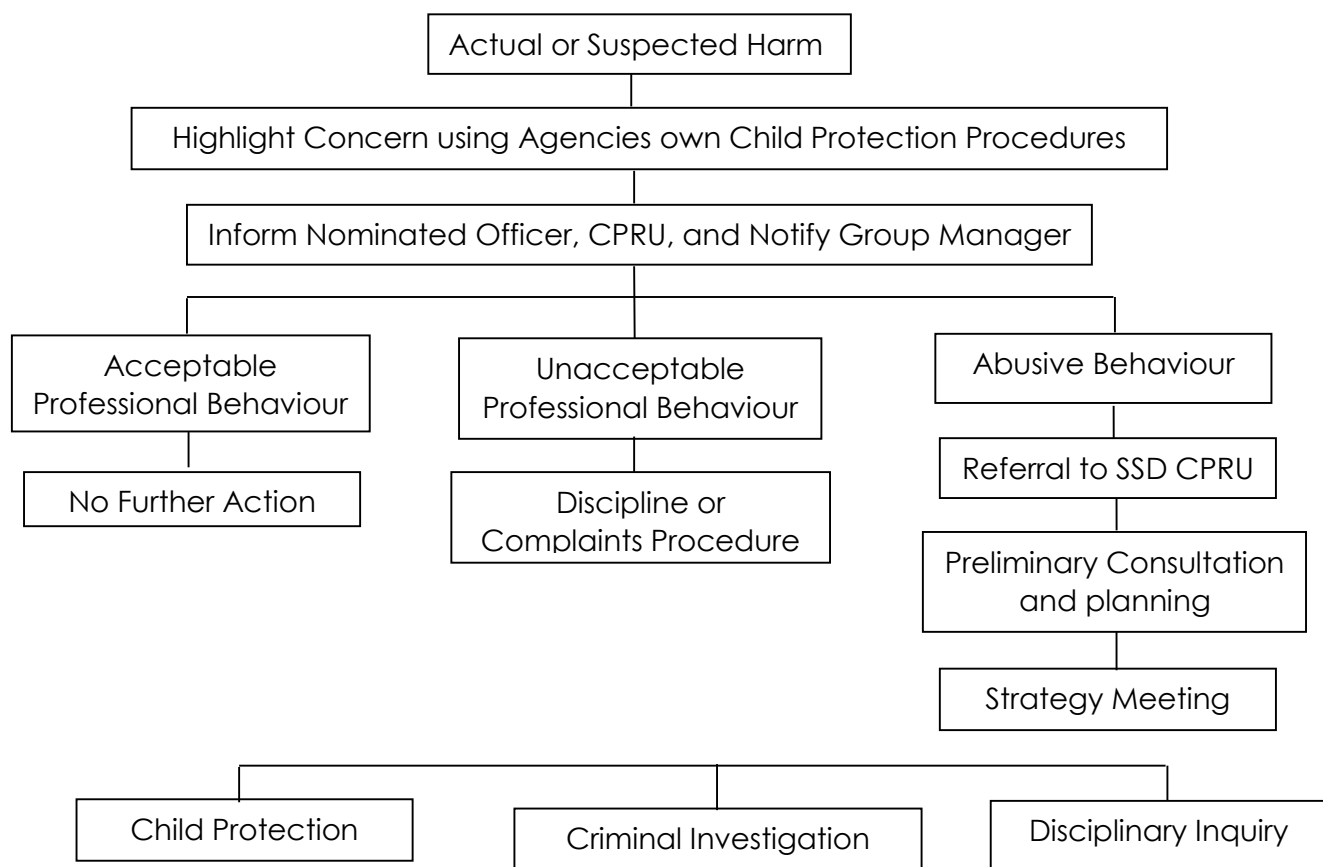 Actual or Suspected Harm
Highlight Concern using Agencies own Child Protection Procedures
Inform Nominated Officer, CPRU, and Notify Group Manager
Acceptable
Professional Behaviour
Unacceptable
Professional Behaviour
Abusive Behaviour
No Further Action
Discipline or
Complaints Procedure
Referral to SSD CPRU
Preliminary Consultation
and planning
Strategy Meeting
Child Protection
Criminal Investigation
Disciplinary Inquiry